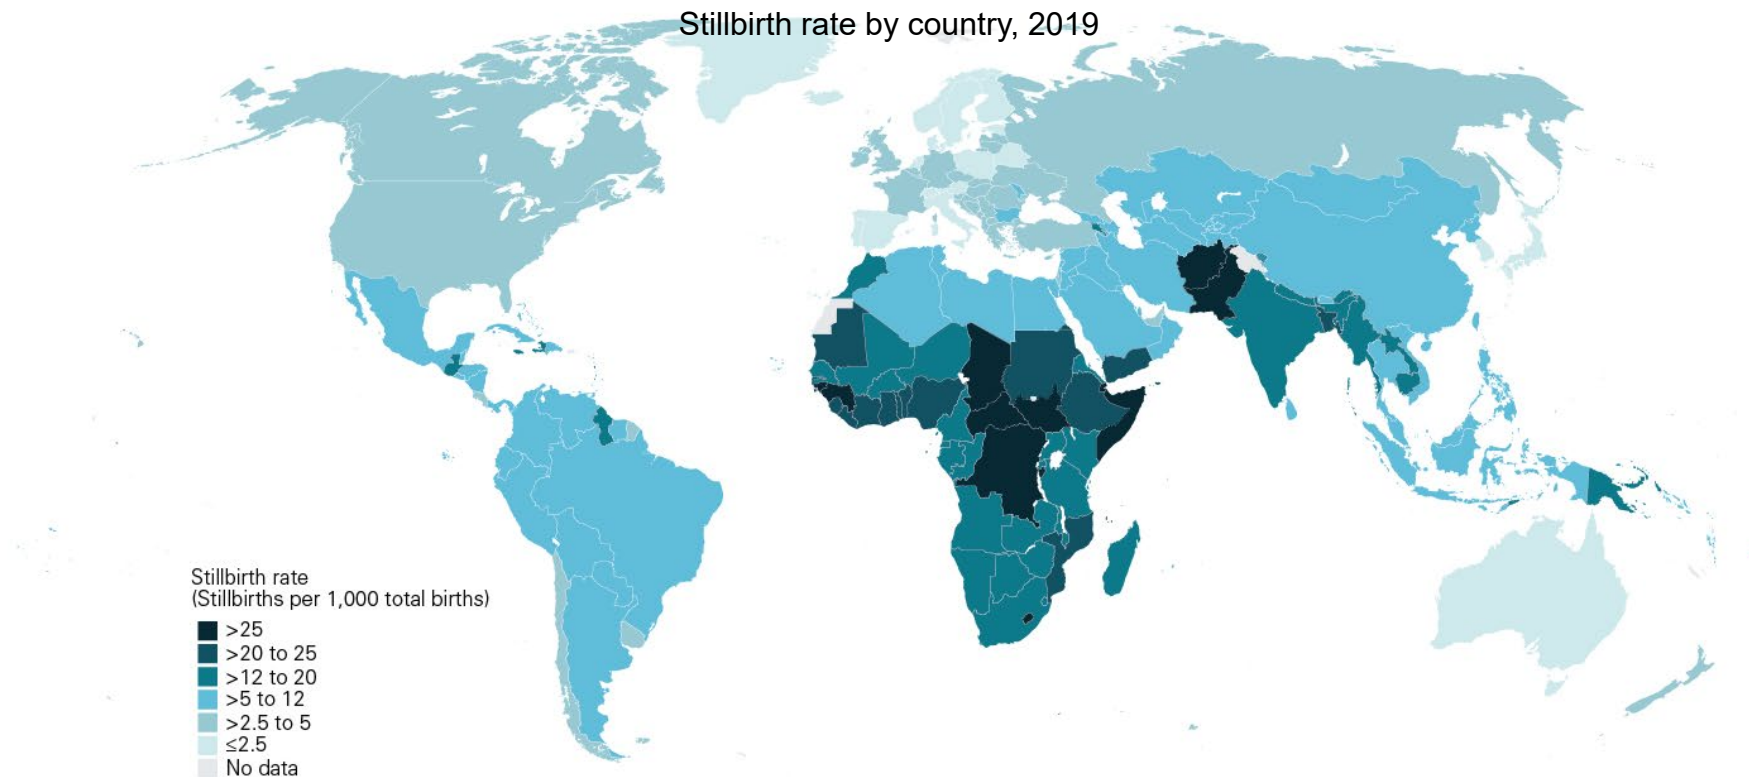 Stillbirth rate by country, 2019
Stillbirth rate
(Stillbirths per 1,000 total births)
>25
>20 to 25
>12 to 20
>5 to 12
>2.5 to 5
≤2.5
No data